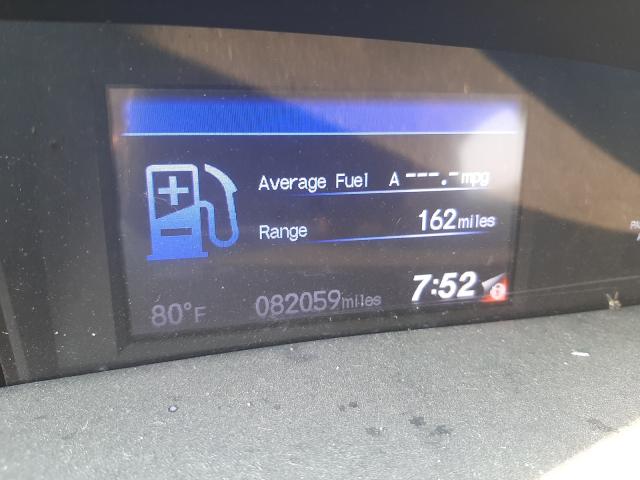 Average Fuel A ---.- mpg
Range 162 miles
7:52
80°F 082059 miles